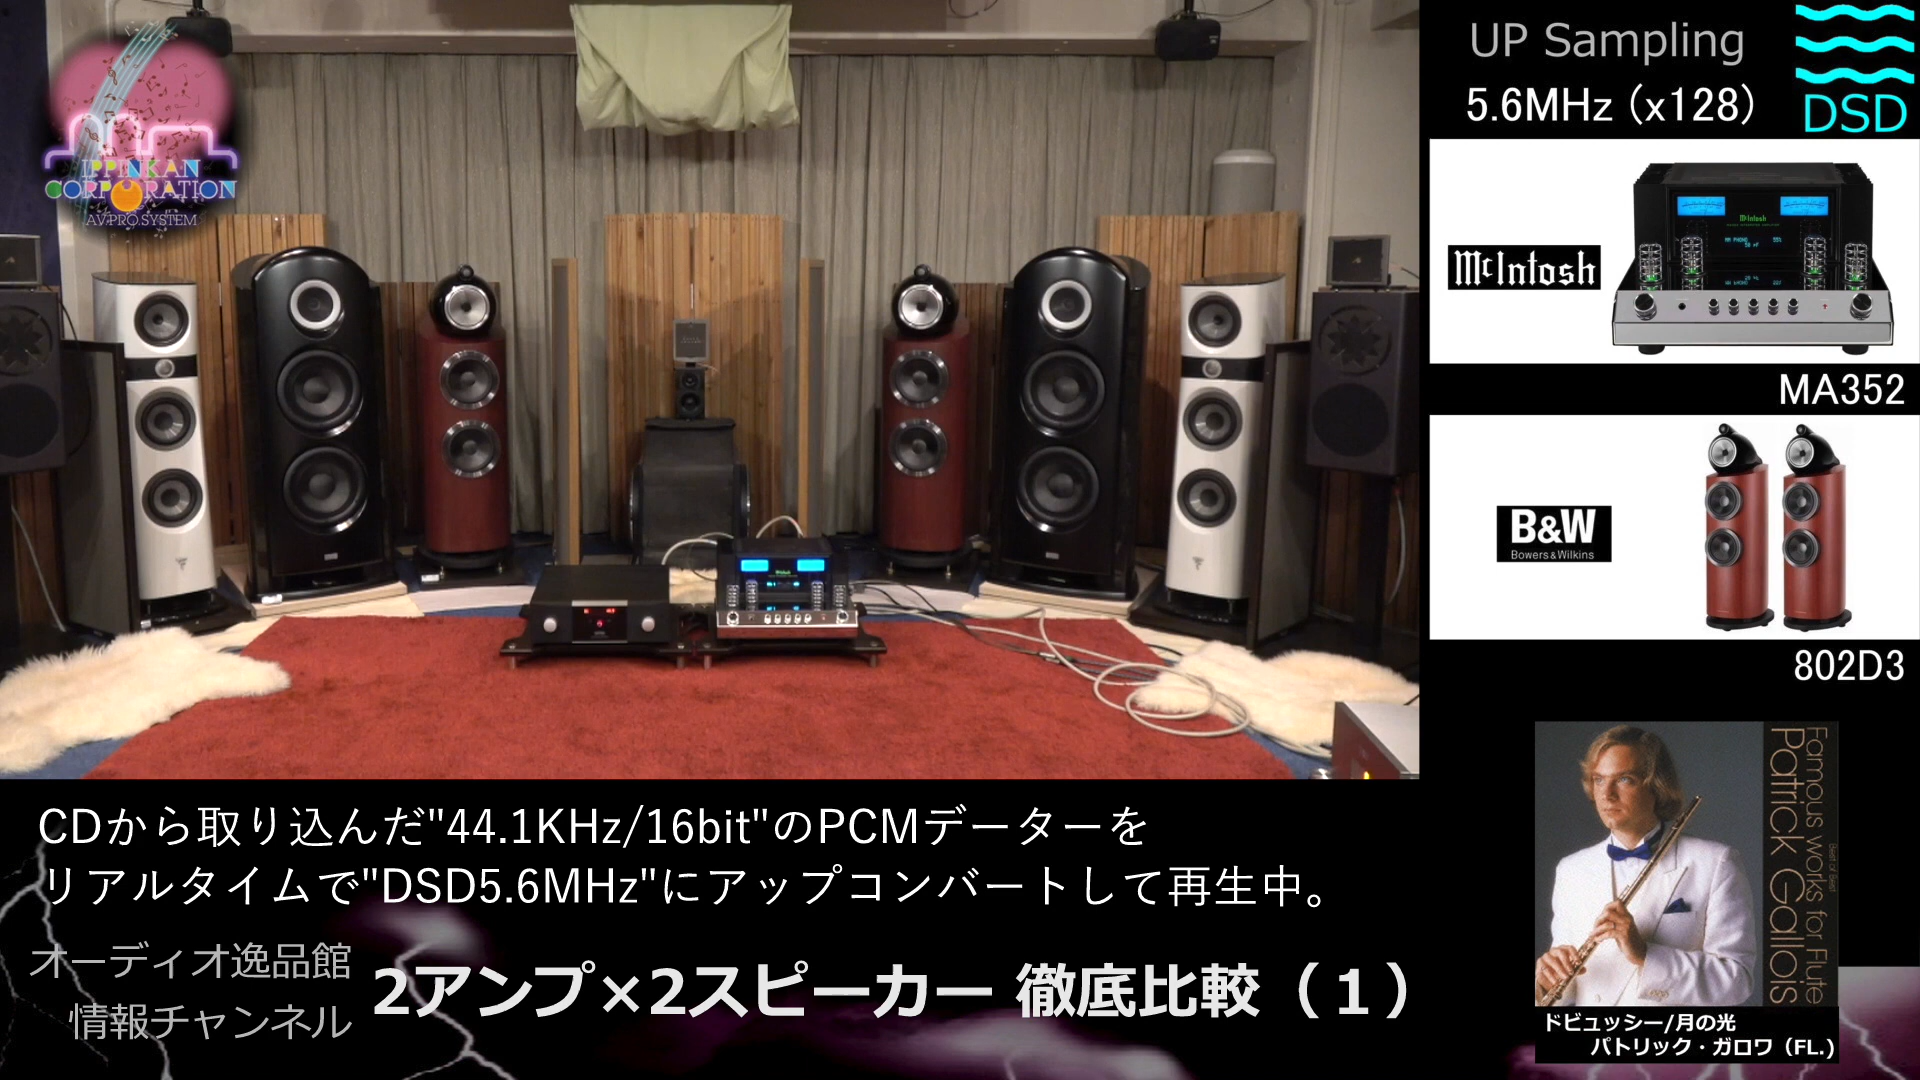 IPPINKAN
CORPORATION
AV PRO SYSTEM
UP Sampling
5.6MHz (x128)
DSD
McIntosh
McIntosh
MA352
B&W
Bowers & Wilkins
802D3
Famous works for Flute
Patrick Gallois
CDから取り込んだ"44.1KHz/16bit"のPCMデーターを
リアルタイムで"DSD5.6MHz"にアップコンバートして再生中。
オーディオ逸品館
情報チャンネル
2アンプ×2スピーカー 徹底比較（１）
ドビュッシー/月の光
パトリック・ガロワ（FL.)